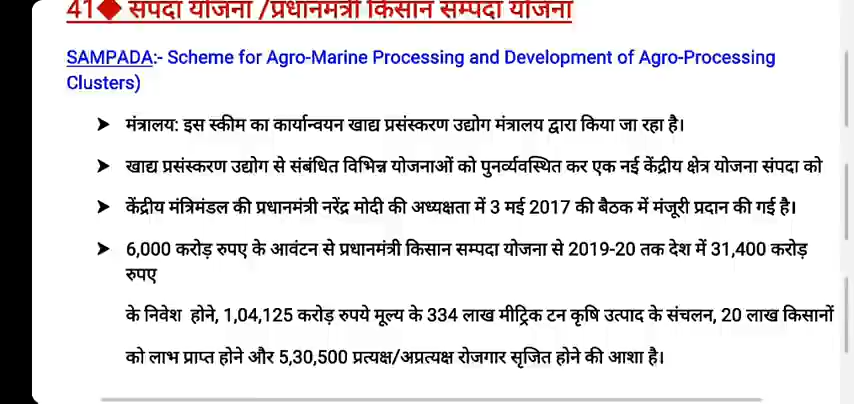 41◆ संपदा योजना /प्रधानमंत्री किसान सम्पदा योजना
SAMPADA:- Scheme for Agro-Marine Processing and Development of Agro-Processing
Clusters)
➤ मंत्रालय: इस स्कीम का कार्यान्वयन खाद्य प्रसंस्करण उद्योग मंत्रालय द्वारा किया जा रहा है।
➤ खाद्य प्रसंस्करण उद्योग से संबंधित विभिन्न योजनाओं को पुनर्व्यवस्थित कर एक नई केंद्रीय क्षेत्र योजना संपदा को
➤ केंद्रीय मंत्रिमंडल की प्रधानमंत्री नरेंद्र मोदी की अध्यक्षता में 3 मई 2017 की बैठक में मंजूरी प्रदान की गई है।
➤ 6,000 करोड़ रुपए के आवंटन से प्रधानमंत्री किसान सम्पदा योजना से 2019-20 तक देश में 31,400 करोड़
रुपए
के निवेश होने, 1,04,125 करोड़ रुपये मूल्य के 334 लाख मीट्रिक टन कृषि उत्पाद के संचलन, 20 लाख किसानों
को लाभ प्राप्त होने और 5,30,500 प्रत्यक्ष/अप्रत्यक्ष रोजगार सृजित होने की आशा है।